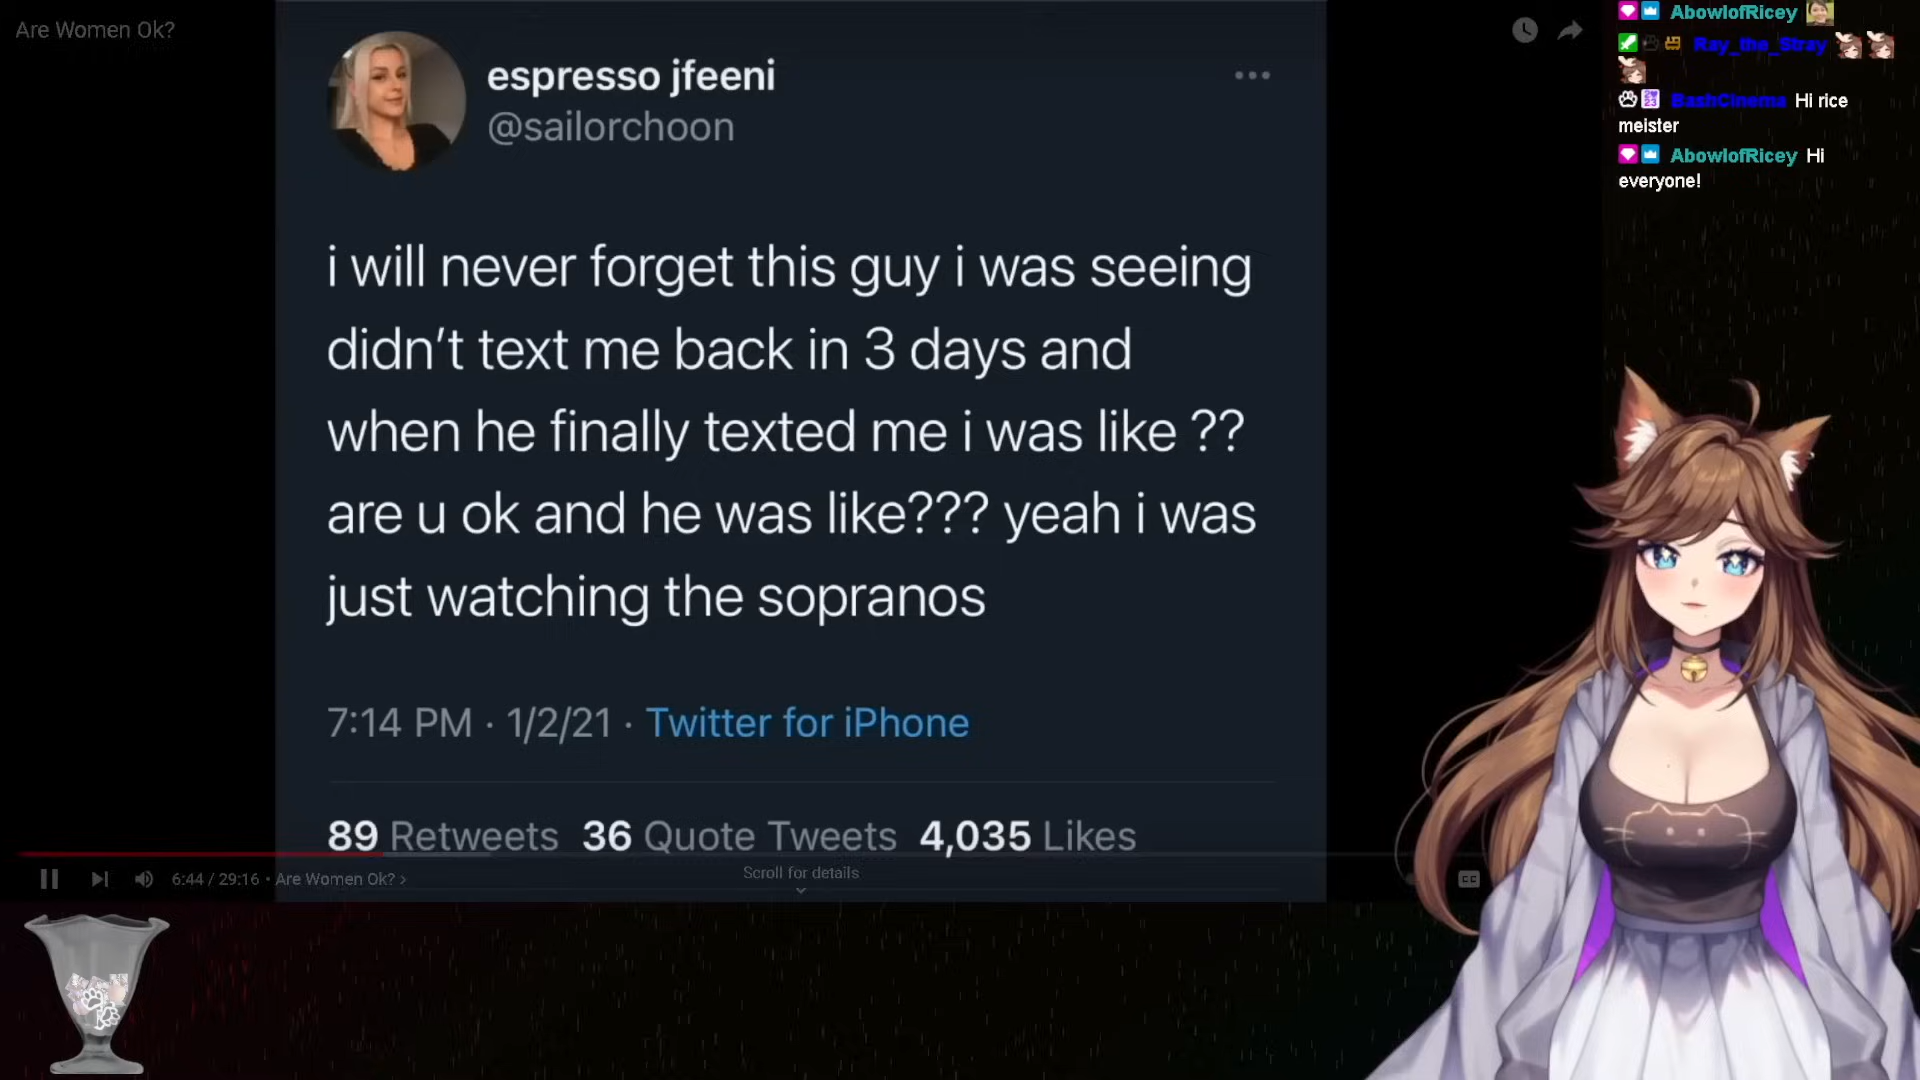 Are Women Ok?
espresso jfeeni
@sailorchoon
i will never forget this guy i was seeing
didn't text me back in 3 days and
when he finally texted me i was like ??
are u ok and he was like??? yeah i was
just watching the sopranos
7:14 PM · 1/2/21 · Twitter for iPhone
89 Retweets 36 Quote Tweets 4,035 Likes
Scroll for details
6:44 / 29:16 • Are Women Ok? >
CC
AbowlofRicey
Ray_the_Stray
BashCinema Hi rice
meister
AbowlofRicey Hi
everyone!